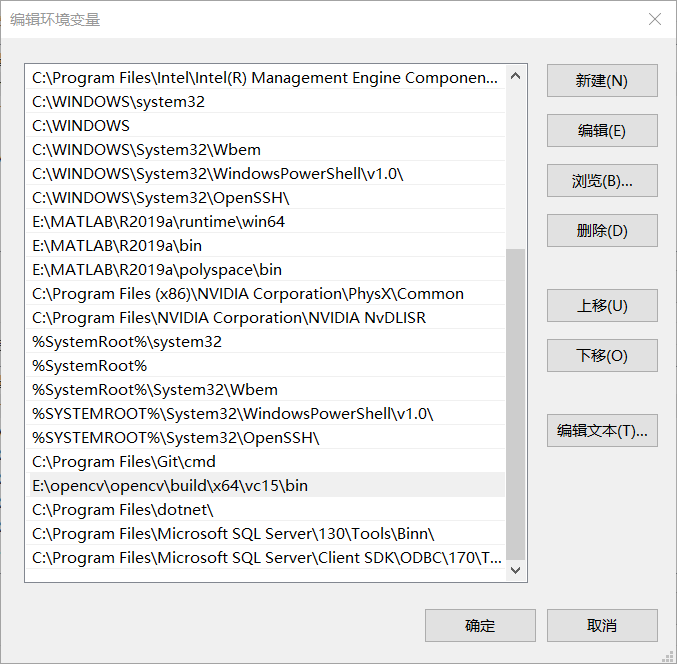 编辑环境变量
C:\Program Files\Intel\Intel(R) Management Engine Componen...
C:\WINDOWS\system32
C:\WINDOWS
C:\WINDOWS\System32\Wbem
C:\WINDOWS\System32\WindowsPowerShell\v1.0\
C:\WINDOWS\System32\OpenSSH\
E:\MATLAB\R2019a\runtime\win64
E:\MATLAB\R2019a\bin
E:\MATLAB\R2019a\polyspace\bin
C:\Program Files (x86)\NVIDIA Corporation\PhysX\Common
C:\Program Files\NVIDIA Corporation\NVIDIA NvDLISR
%SystemRoot%\system32
%SystemRoot%
%SystemRoot%\System32\Wbem
%SYSTEMROOT%\System32\WindowsPowerShell\v1.0\
%SYSTEMROOT%\System32\OpenSSH\
C:\Program Files\Git\cmd
E:\opencv\opencv\build\x64\vc15\bin
C:\Program Files\dotnet\
C:\Program Files\Microsoft SQL Server\130\Tools\Binn\
C:\Program Files\Microsoft SQL Server\Client SDK\ODBC\170\T...
新建(N)
编辑(E)
浏览(B)...
删除(D)
上移(U)
下移(O)
编辑文本(T)...
确定
取消